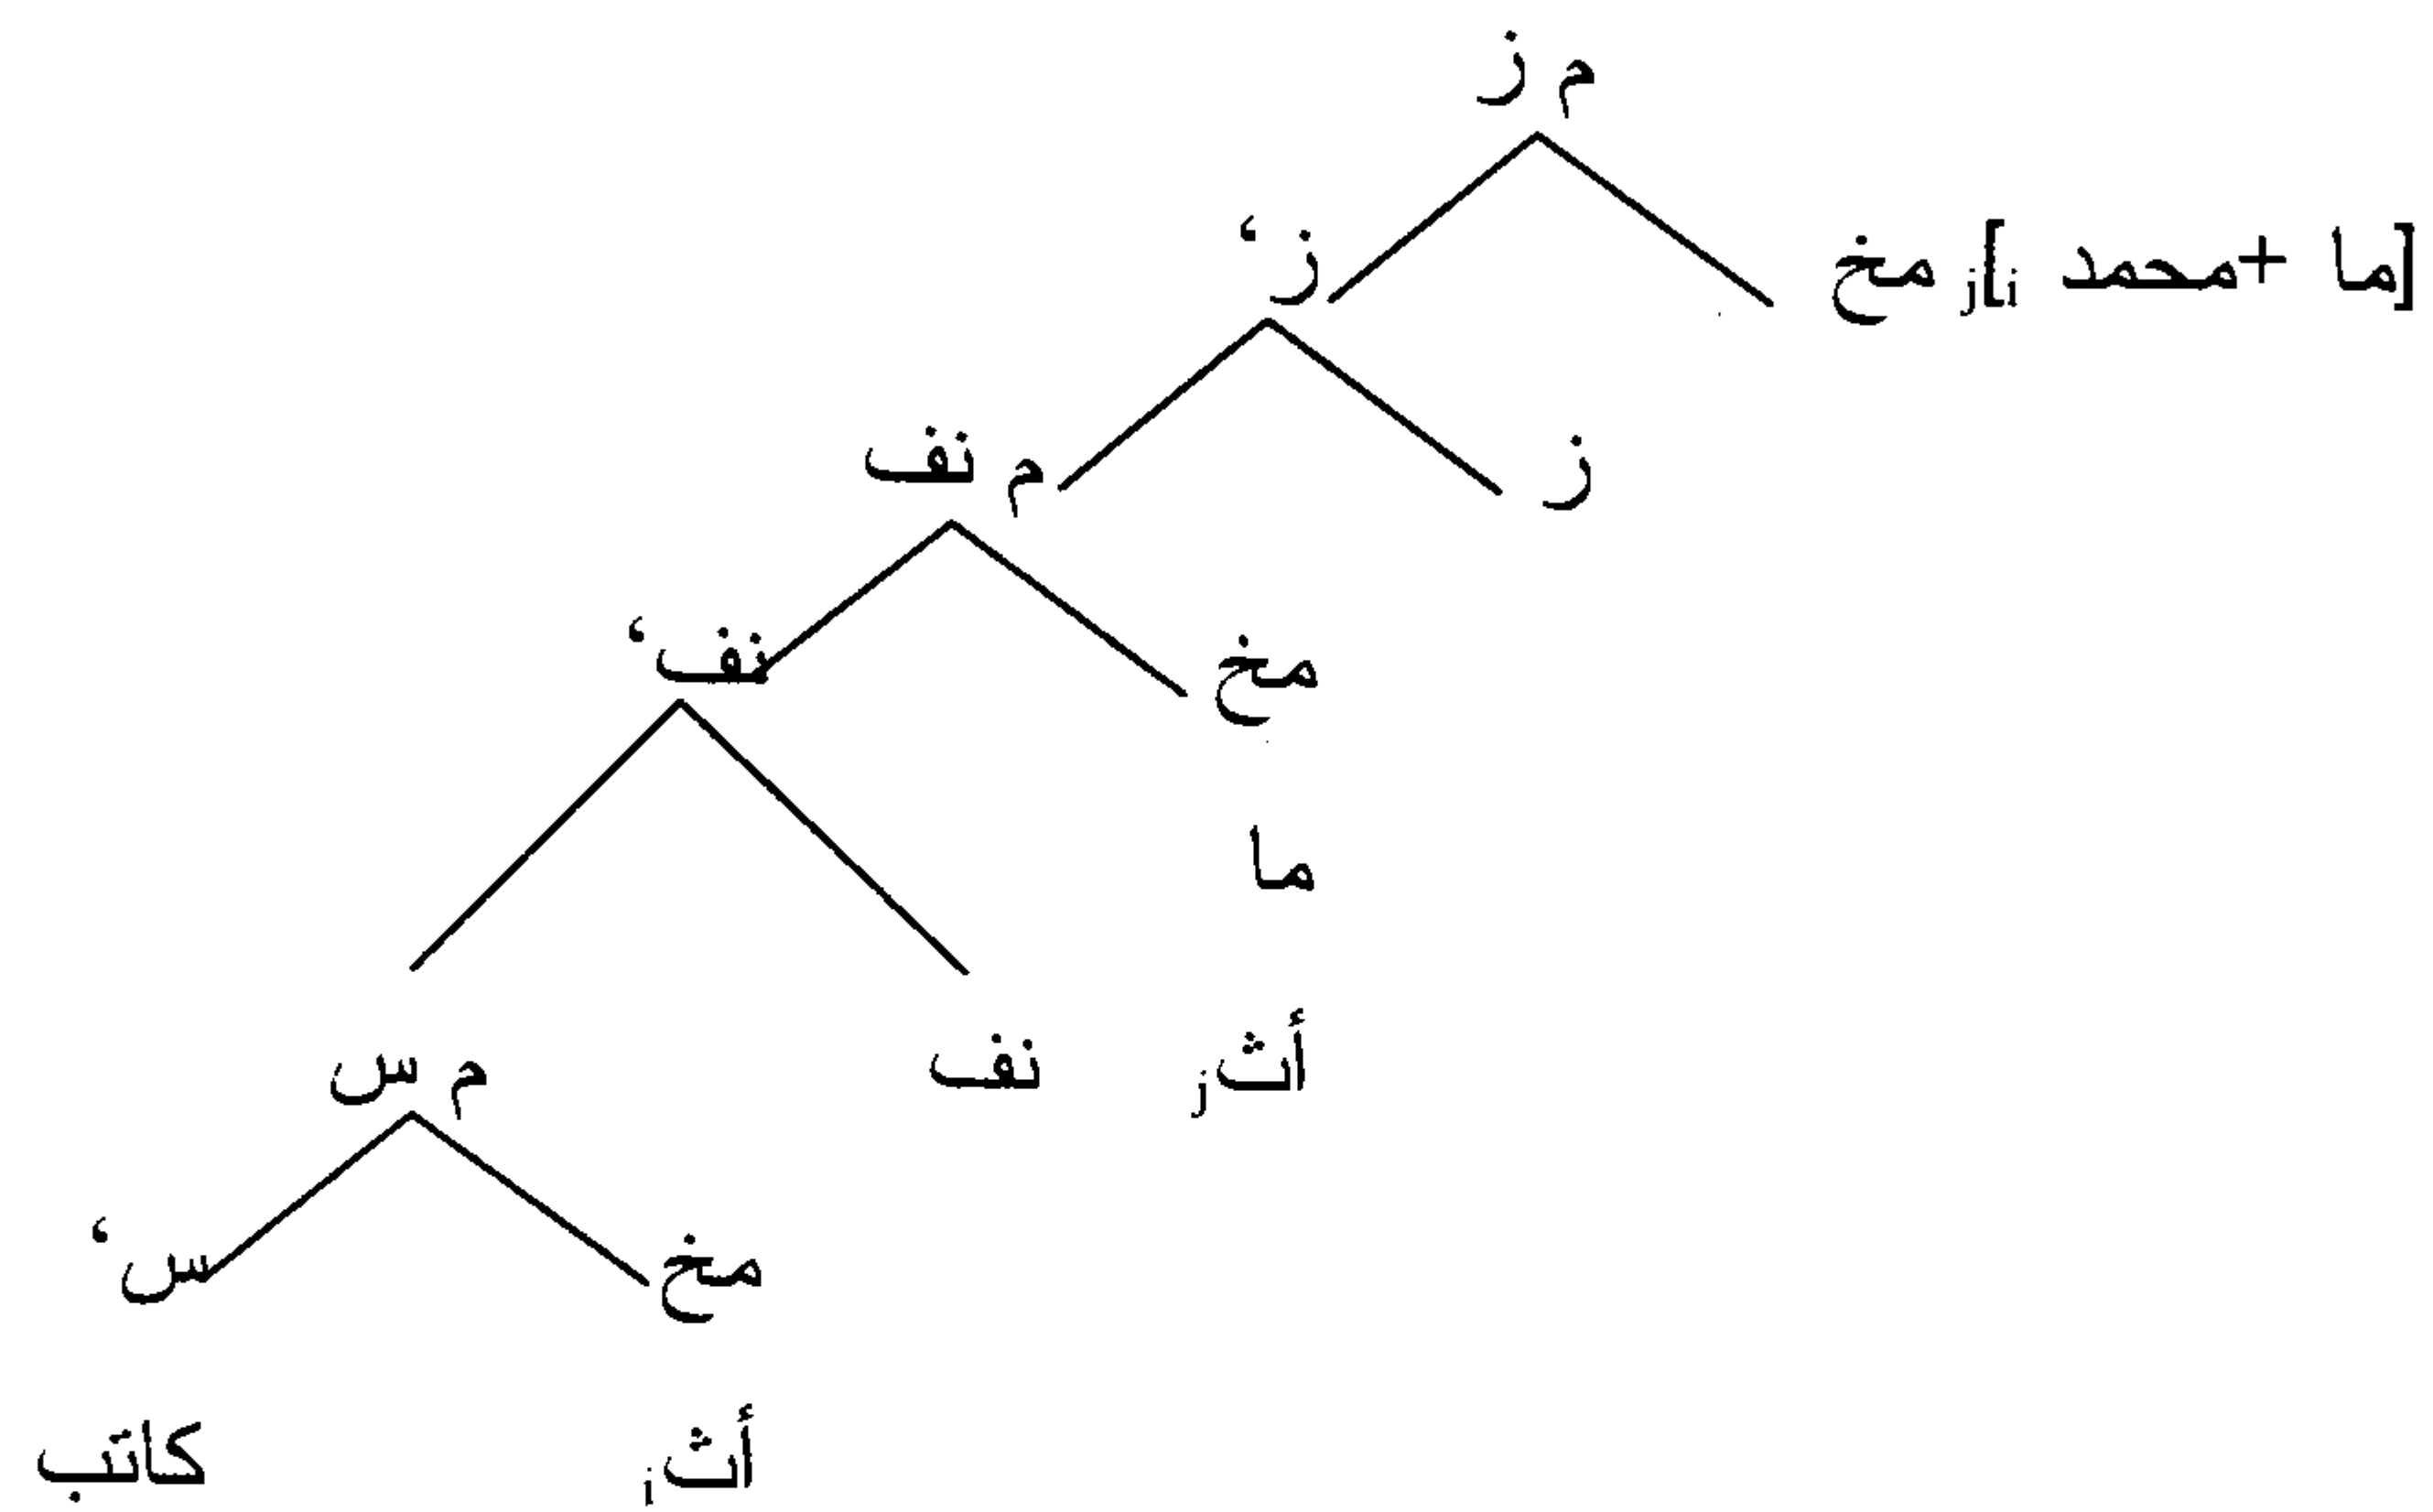 م ز
[ما +محمد i]j مخ
ز‘
ز
م نف
مخ
نف‘
ما
أثj
نف
م س
مخ
س‘
أثi
كاتب